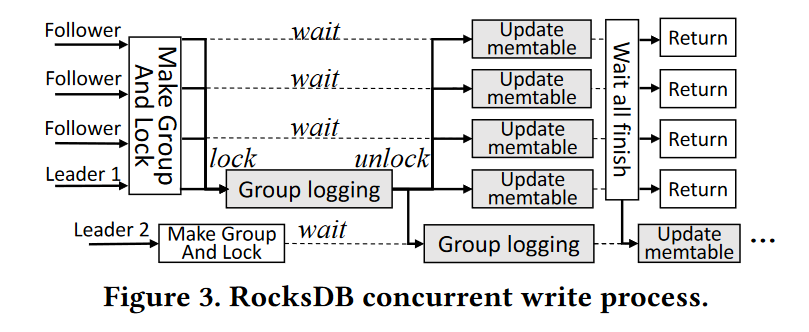 Follower
wait
Update
memtable
Return
Follower
wait
Update
memtable
Return
Follower
wait
Update
memtable
Return
Leader 1
Make Group
And Lock
lock
Group logging
unlock
Update
memtable
Wait all finish
Return
Leader 2
Make Group
And Lock
wait
Group logging
Update
memtable
...
Figure 3. RocksDB concurrent write process.